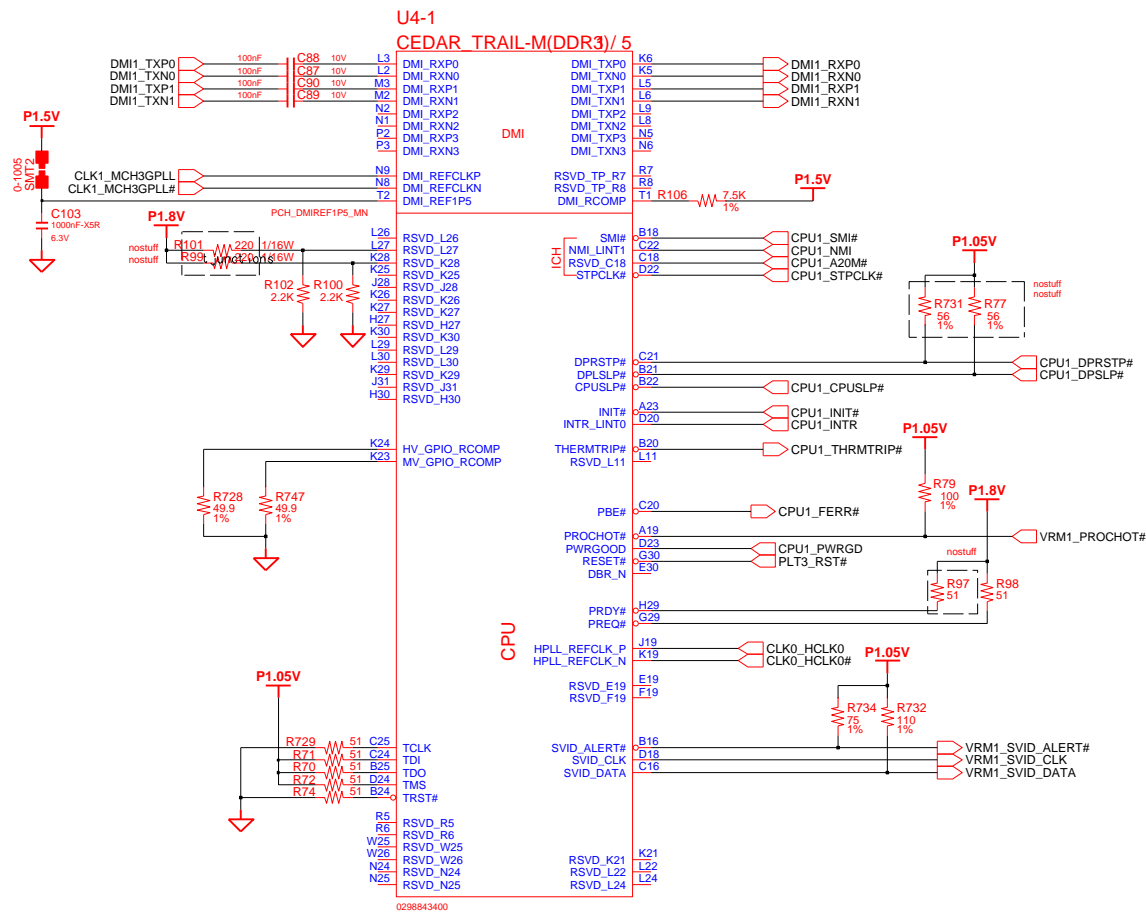 U4-1
CEDAR_TRAIL-M(DDR3)/ 5
DMI1_TXP0 100nF C88 10V L3 DMI_RXP0 DMI_TXP0 K6 DMI1_RXP0
DMI1_TXN0 100nF C87 10V L2 DMI_RXN0 DMI_TXN0 K5 DMI1_RXN0
DMI1_TXP1 100nF C90 10V M3 DMI_RXP1 DMI_TXP1 L5 DMI1_RXP1
DMI1_TXN1 100nF C89 10V M2 DMI_RXN1 DMI_TXN1 L6 DMI1_RXN1
N2 DMI_RXP2 DMI_TXP2 L9
N1 DMI_RXN2 DMI_TXN2 L8
P2 DMI_RXP3 DMI_TXP3 N5
P3 DMI_RXN3 DMI_TXN3 N6
DMI
P1.5V
0-1005
SMT2
CLK1_MCH3GPLL N9 DMI_REFCLKP RSVD_TP_R7 R7
CLK1_MCH3GPLL# N8 DMI_REFCLKN RSVD_TP_R8 R8
T2 DMI_REF1P5 DMI_RCOMP T1 R106 7.5K 1% P1.5V
C103
1000nF-X5R
6.3V
PCH_DMIREF1P5_MN
P1.8V
nostuff
nostuff
R101 220 1/16W
R99 220 1/16W
R102
2.2K
R100
2.2K
L26 RSVD_L26
L27 RSVD_L27
K28 RSVD_K28
K25 RSVD_K25
J28 RSVD_J28
K26 RSVD_K26
K27 RSVD_K27
H27 RSVD_H27
K30 RSVD_K30
L29 RSVD_L29
L30 RSVD_L30
K29 RSVD_K29
J31 RSVD_J31
H30 RSVD_H30
ICH
SMI# B18 CPU1_SMI#
NMI_LINT1 C22 CPU1_NMI
RSVD_C18 C18 CPU1_A20M#
STPCLK# D22 CPU1_STPCLK#
P1.05V
nostuff
nostuff
R731
56
1%
R77
56
1%
DPRSTP# C21 CPU1_DPRSTP#
DPLSLP# B21 CPU1_DPSLP#
CPUSLP# B22 CPU1_CPUSLP#
INIT# A23 CPU1_INIT#
INTR_LINT0 D20 CPU1_INTR
THERMTRIP# B20 CPU1_THRMTRIP#
RSVD_L11 L11
K24 HV_GPIO_RCOMP
K23 MV_GPIO_RCOMP
R728
49.9
1%
R747
49.9
1%
P1.05V
R79
100
1%
P1.8V
PBE# C20 CPU1_FERR#
PROCHOT# A19 VRM1_PROCHOT#
PWRGOOD D23 CPU1_PWRGD
RESET# G30 PLT3_RST#
DBR_N E30
nostuff
R97
51
R98
51
PRDY# H29
PREQ# G29
CPU
HPLL_REFCLK_P J19 CLK0_HCLK0
HPLL_REFCLK_N K19 CLK0_HCLK0#
RSVD_E19 E19
RSVD_F19 F19
P1.05V
R734
75
1%
R732
110
1%
SVID_ALERT# B16 VRM1_SVID_ALERT#
SVID_CLK D18 VRM1_SVID_CLK
SVID_DATA C16 VRM1_SVID_DATA
P1.05V
R729 51 C25 TCLK
R71 51 C24 TDI
R70 51 B25 TDO
R72 51 D24 TMS
R74 51 B24 TRST#
R5 RSVD_R5
R6 RSVD_R6
W25 RSVD_W25
W26 RSVD_W26
N24 RSVD_N24
N25 RSVD_N25
RSVD_K21 K21
RSVD_L22 L22
RSVD_L24 L24
0298843400